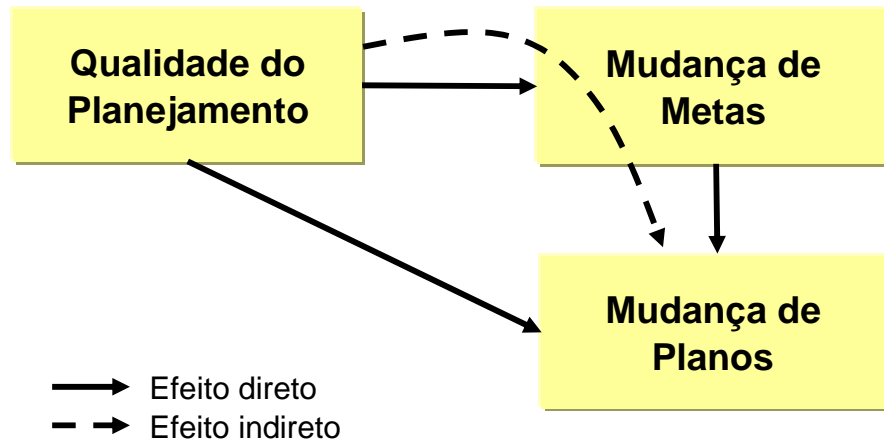 Qualidade do
Planejamento
Mudança de
Metas
Mudança de
Planos
Efeito direto
Efeito indireto